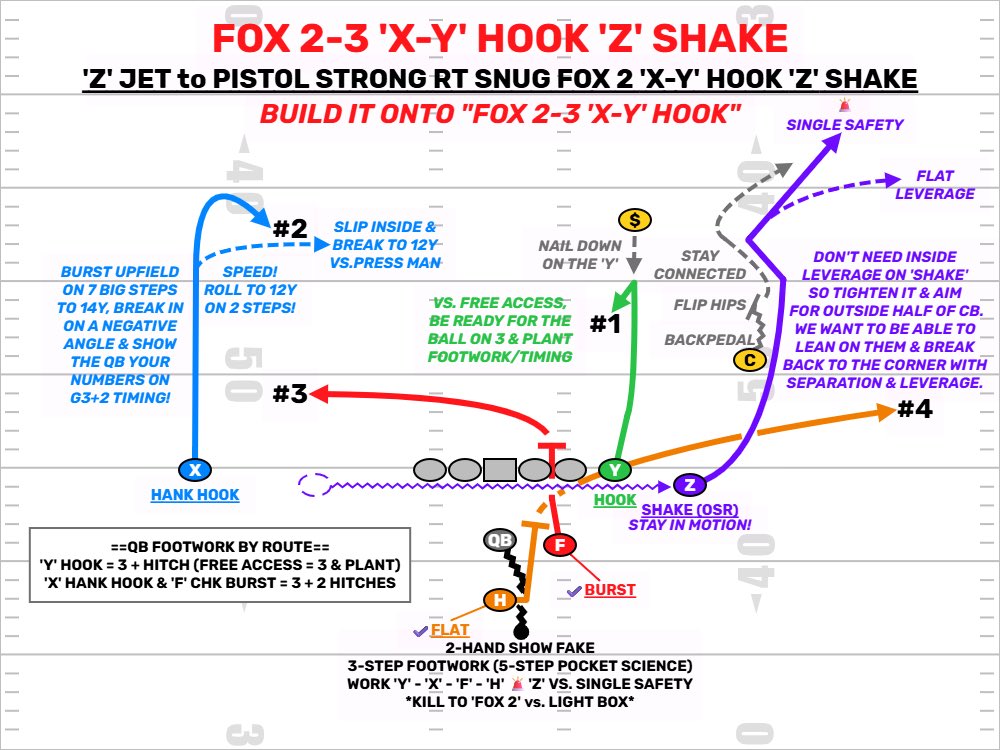 FOX 2-3 'X-Y' HOOK 'Z' SHAKE
'Z' JET to PISTOL STRONG RT SNUG FOX 2 'X-Y' HOOK 'Z' SHAKE
BUILD IT ONTO "FOX 2-3 'X-Y' HOOK"
SINGLE SAFETY
FLAT
LEVERAGE
#2
SLIP INSIDE &
BREAK TO 12Y
VS.PRESS MAN
$
NAIL DOWN
ON THE 'Y'
STAY
CONNECTED
FLIP HIPS
BACKPEDAL
C
BURST UPFIELD
ON 7 BIG STEPS
TO 14Y, BREAK IN
ON A NEGATIVE
ANGLE & SHOW
THE QB YOUR
NUMBERS ON
G3+2 TIMING!
SPEED!
ROLL TO 12Y
ON 2 STEPS!
VS. FREE ACCESS,
BE READY FOR THE
BALL ON 3 & PLANT
FOOTWORK/TIMING
#1
DON'T NEED INSIDE
LEVERAGE ON 'SHAKE'
SO TIGHTEN IT & AIM
FOR OUTSIDE HALF OF CB.
WE WANT TO BE ABLE TO
LEAN ON THEM & BREAK
BACK TO THE CORNER WITH
SEPARATION & LEVERAGE.
#3
#4
40
40
50
5
X
HANK HOOK
Y
HOOK
Z
SHAKE (OSR)
STAY IN MOTION!
==QB FOOTWORK BY ROUTE==
'Y' HOOK = 3 + HITCH (FREE ACCESS = 3 & PLANT)
'X' HANK HOOK & 'F' CHK BURST = 3 + 2 HITCHES
QB
F
BURST
H
FLAT
40
40
2-HAND SHOW FAKE
3-STEP FOOTWORK (5-STEP POCKET SCIENCE)
WORK 'Y' - 'X' - 'F' - 'H' 🚨 'Z' VS. SINGLE SAFETY
*KILL TO 'FOX 2' vs. LIGHT BOX*
3
0